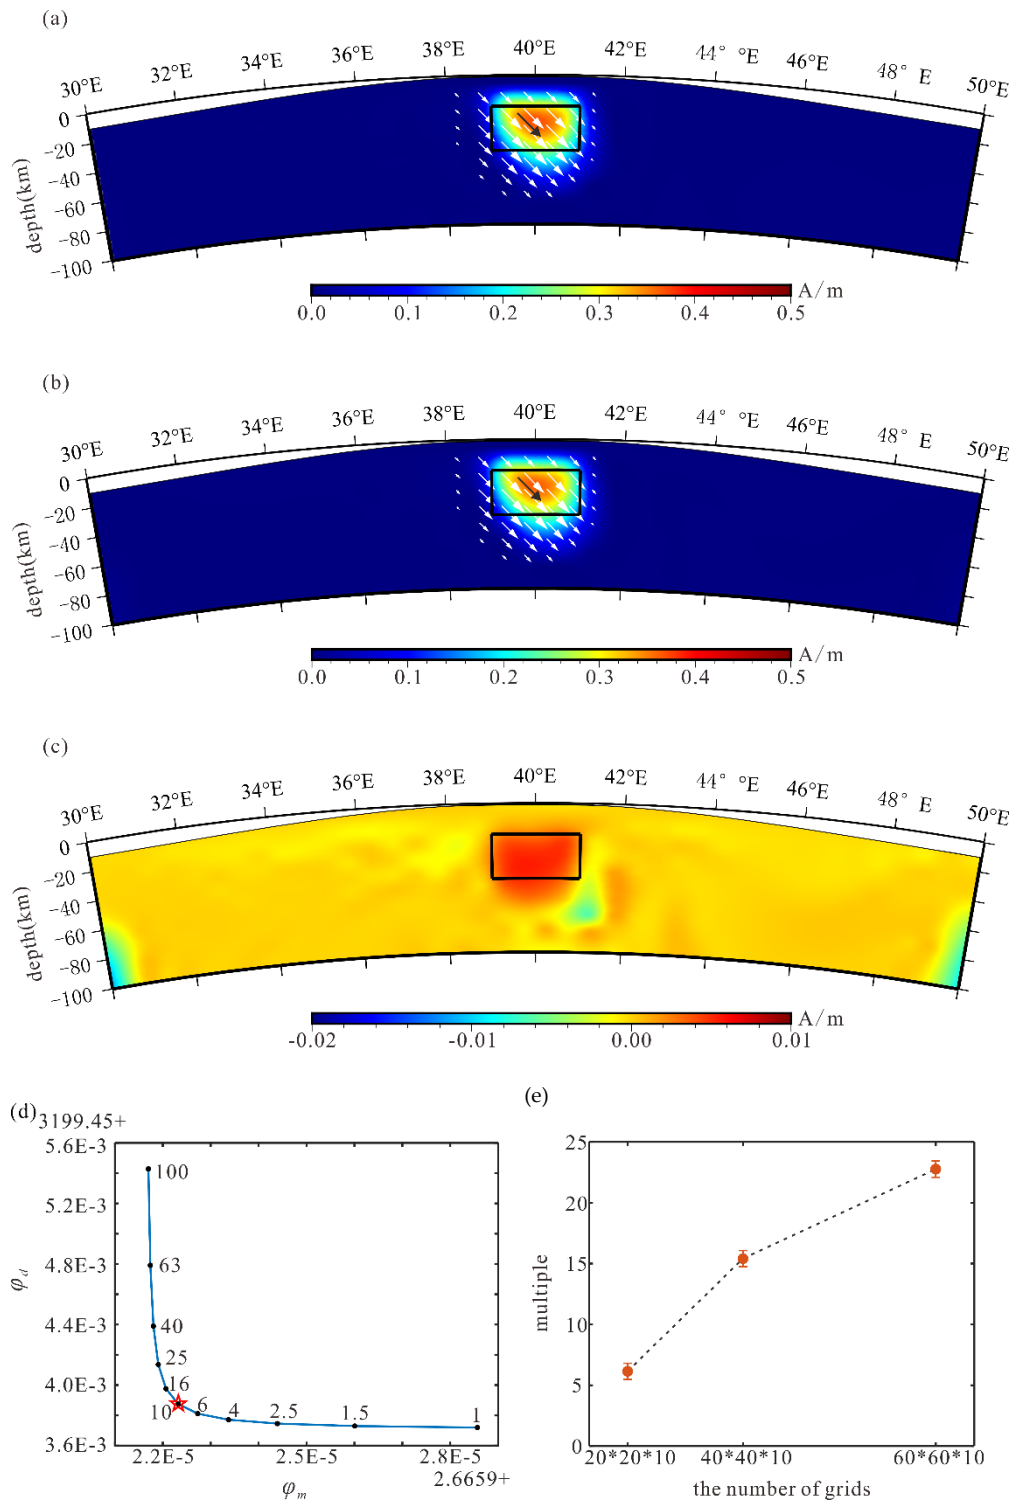 (a)
30°E 32°E 34°E 36°E 38°E 40°E 42°E 44° °E 46°E 48° E 50°E
0
-20
-40
-60
-80
-100
depth(km)
0.0 0.1 0.2 0.3 0.4 0.5 A/m
(b)
30°E 32°E 34°E 36°E 38°E 40°E 42°E 44° °E 46°E 48° E 50°E
0
-20
-40
-60
-80
-100
depth(km)
0.0 0.1 0.2 0.3 0.4 0.5 A/m
(c)
30°E 32°E 34°E 36°E 38°E 40°E 42°E 44° °E 46°E 48° E 50°E
0
-20
-40
-60
-80
-100
depth(km)
-0.02 -0.01 0.00 0.01 A/m
(d)
3199.45+
5.6E-3
5.2E-3
4.8E-3
4.4E-3
4.0E-3
3.6E-3
φd
100
63
40
25
16
10 6 4 2.5 1.5 1
2.2E-5 2.5E-5 2.8E-5
2.6659+
φm
(e)
25
20
15
10
5
0
multiple
20*20*10 40*40*10 60*60*10
the number of grids